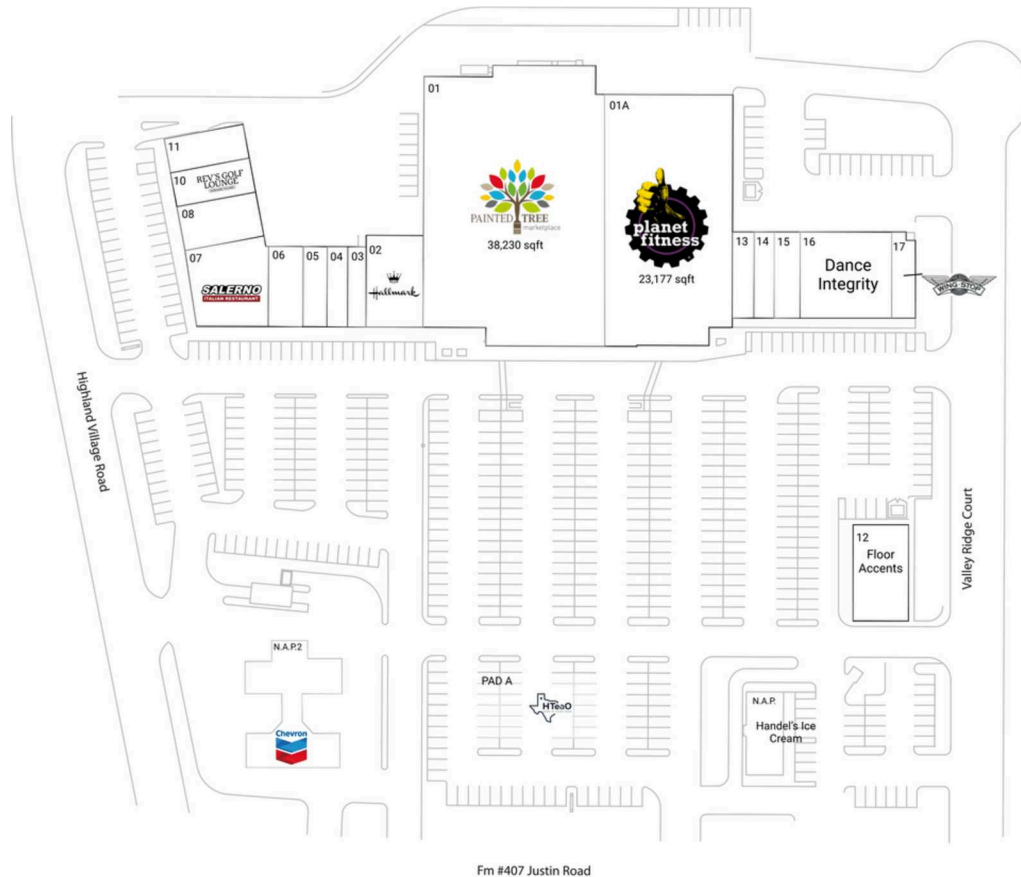 01
01A
11
10
REV'S GOLF
LOUNGE
08
PAINTED TREE
marketplace
38,230 sqft
planet
fitness
23,177 sqft
07
06
05
04
03
02
13
14
15
16
17
SALERNO
ITALIAN RESTAURANT
Hallmark
Dance
Integrity
WING·STOP
Highland Village Road
Valley Ridge Court
12
Floor
Accents
N.A.P.2
Chevron
PAD A
HTeaO
N.A.P.
Handel's Ice
Cream
Fm #407 Justin Road